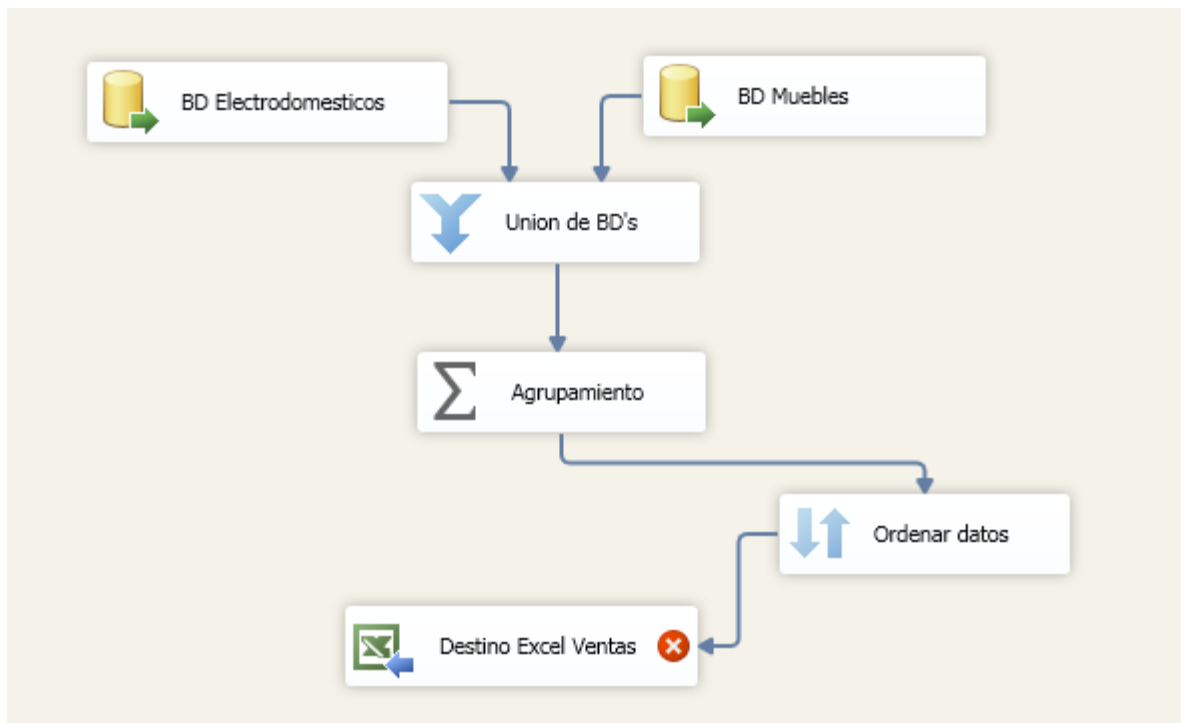 BD Electrodomesticos
BD Muebles
Union de BD's
Agrupamiento
Ordenar datos
Destino Excel Ventas